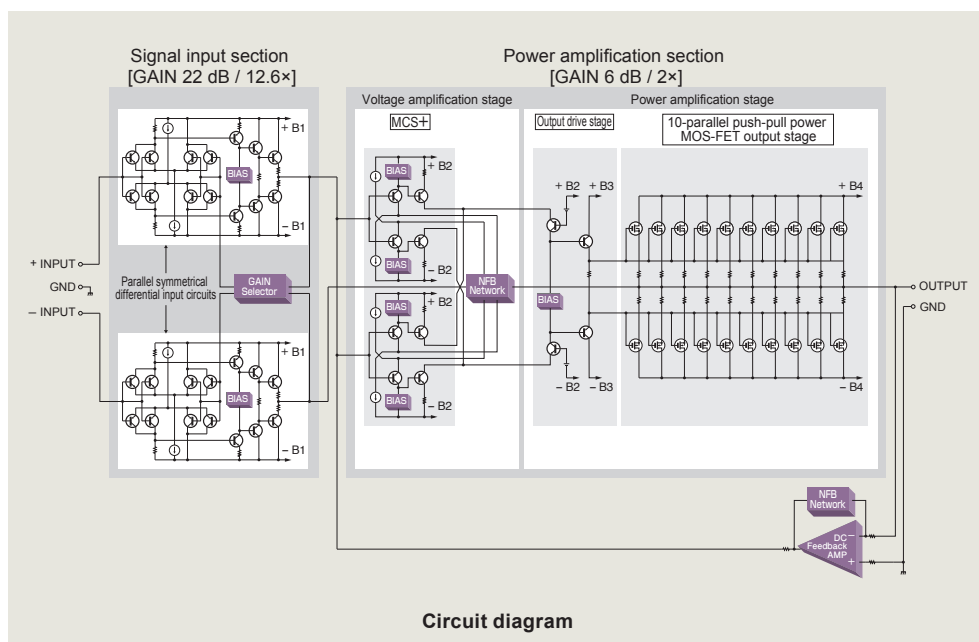 Signal input section
[GAIN 22 dB / 12.6×]
Power amplification section
[GAIN 6 dB / 2×]
Voltage amplification stage
Power amplification stage
MCS+
Output drive stage
10-parallel push-pull power
MOS-FET output stage
+ B1
BIAS
− B1
+ INPUT
GND
− INPUT
Parallel symmetrical
differential input circuits
GAIN
Selector
+ B1
BIAS
− B1
BIAS
+ B2
BIAS
− B2
BIAS
+ B2
BIAS
− B2
NFB
Network
+ B2
+ B3
BIAS
− B2
− B3
+ B4
− B4
OUTPUT
GND
NFB
Network
DC −
Feedback
AMP
+
Circuit diagram